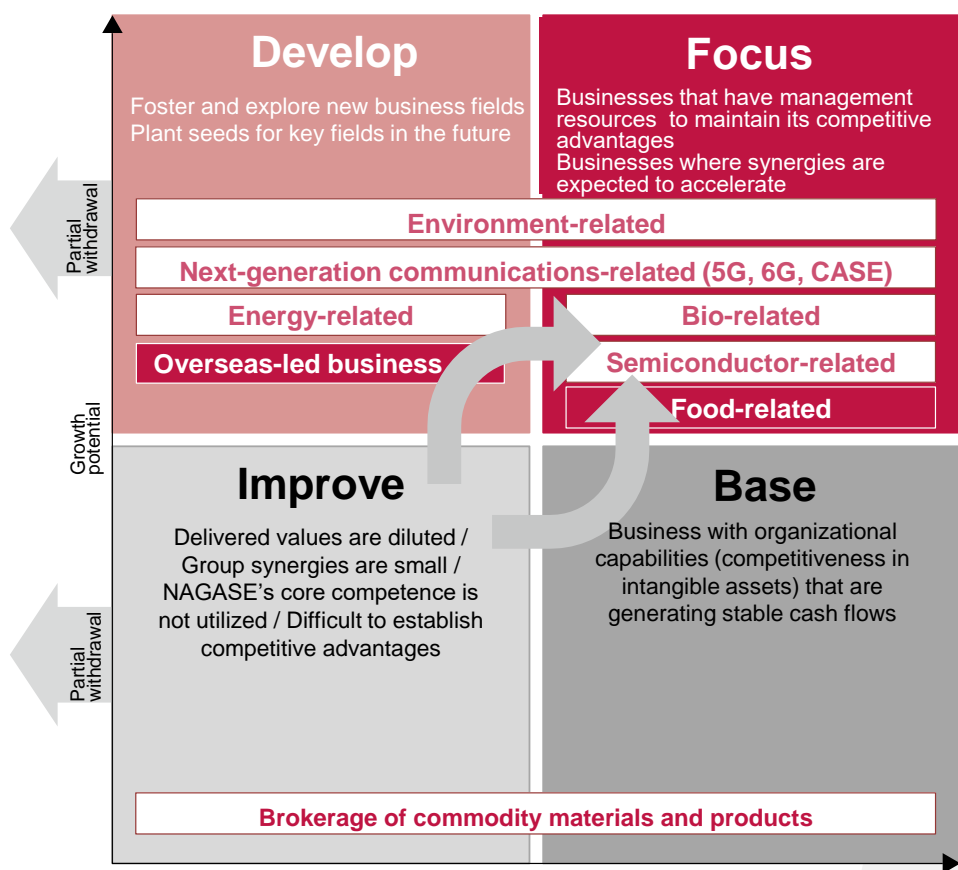 Develop
Foster and explore new business fields
Plant seeds for key fields in the future
Focus
Businesses that have management
resources to maintain its competitive
advantages
Businesses where synergies are
expected to accelerate
Partial
withdrawal
Environment-related
Next-generation communications-related (5G, 6G, CASE)
Energy-related
Bio-related
Overseas-led business
Semiconductor-related
Food-related
Growth
potential
Improve
Delivered values are diluted /
Group synergies are small /
NAGASE's core competence is
not utilized / Difficult to establish
competitive advantages
Base
Business with organizational
capabilities (competitiveness in
intangible assets) that are
generating stable cash flows
Partial
withdrawal
Brokerage of commodity materials and products